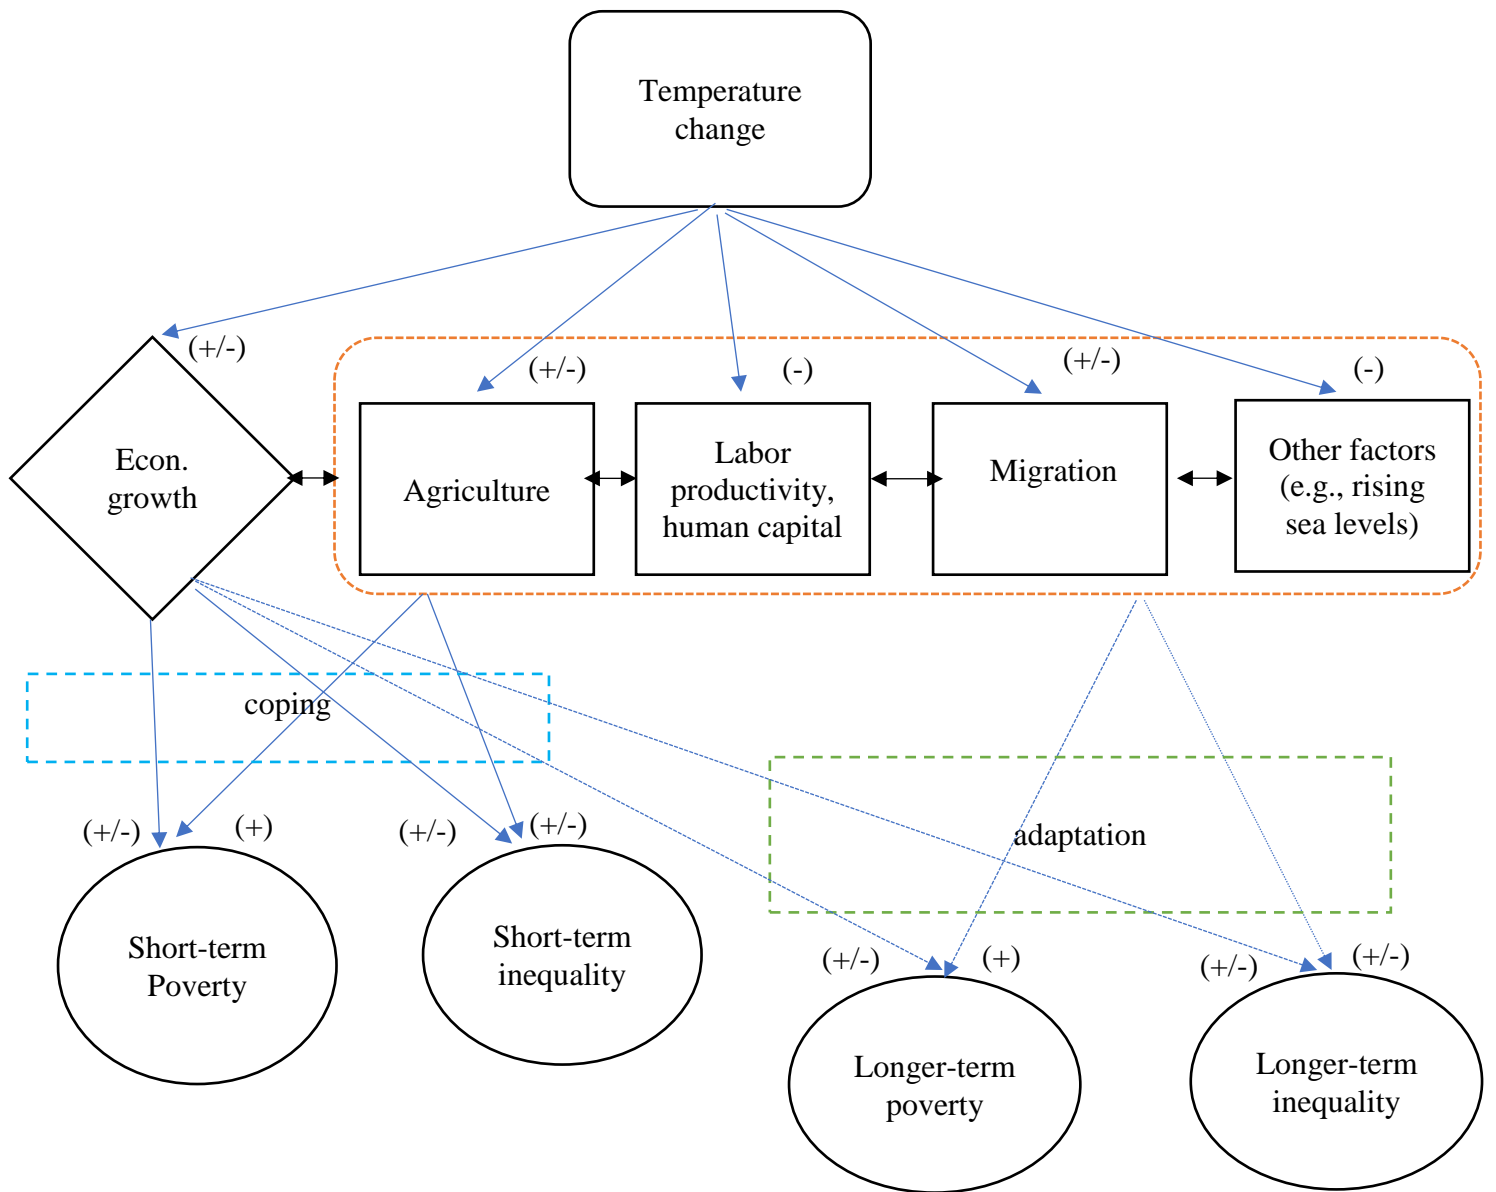 Temperature
change
(+/-)
(+/-)
(-)
(+/-)
(-)
Econ.
growth
Agriculture
Labor
productivity,
human capital
Migration
Other factors
(e.g., rising
sea levels)
coping
adaptation
(+/-)
(+)
(+/-)
(+/-)
Short-term
Poverty
Short-term
inequality
(+/-)
(+)
(+/-)
(+/-)
Longer-term
poverty
Longer-term
inequality